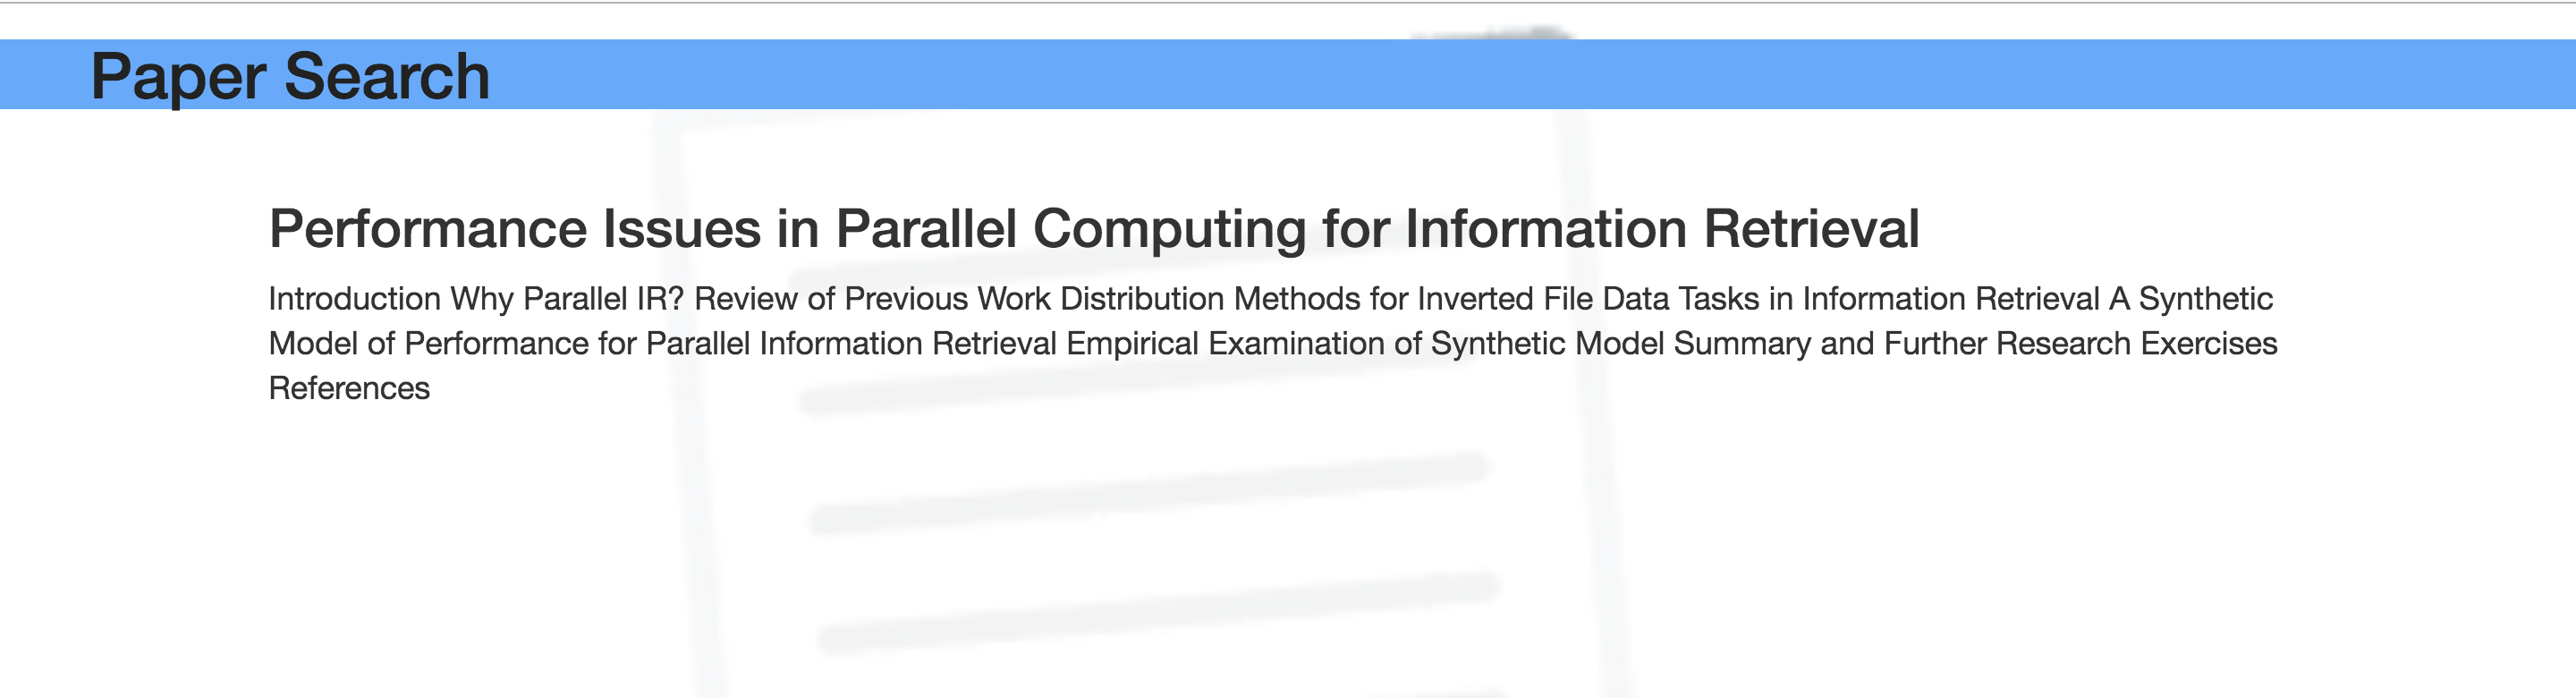 Paper Search
Performance Issues in Parallel Computing for Information Retrieval
Introduction Why Parallel IR? Review of Previous Work Distribution Methods for Inverted File Data Tasks in Information Retrieval A Synthetic
Model of Performance for Parallel Information Retrieval Empirical Examination of Synthetic Model Summary and Further Research Exercises
References